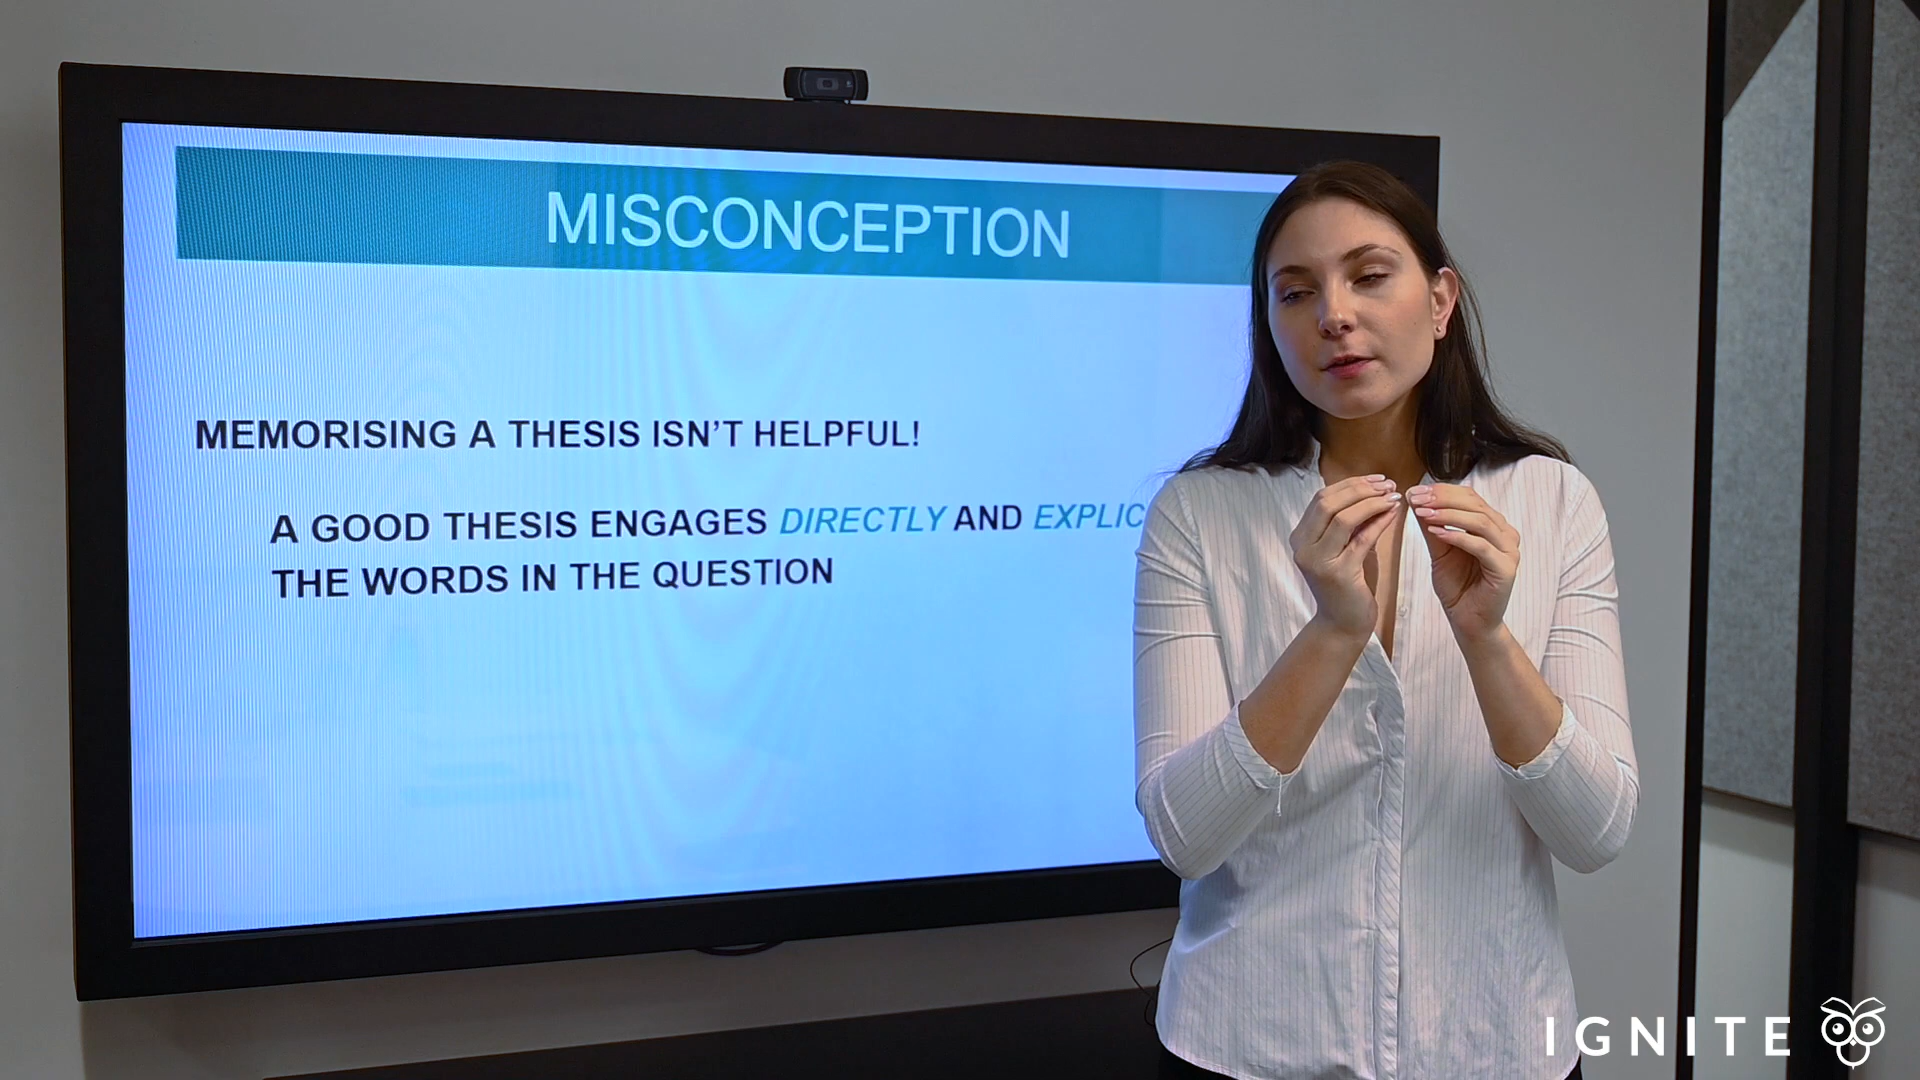 MISCONCEPTION
MEMORISING A THESIS ISN'T HELPFUL!
A GOOD THESIS ENGAGES DIRECTLY AND
THE WORDS IN THE QUESTION
IGNITE